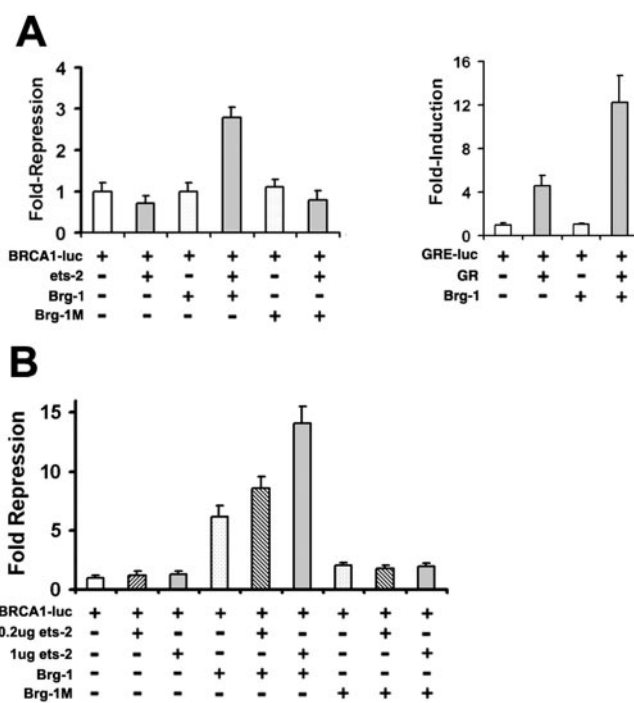 A
Fold-Repression
4
3
2
1
0
BRCA1-luc + + + + + +
ets-2 - + - + - +
Brg-1 - - + + - -
Brg-1M - - - - + +
Fold-Induction
16
12
8
4
0
GRE-luc + + + +
GR - + - +
Brg-1 - - + +
B
Fold Repression
15
10
5
0
BRCA1-luc + + + + + + + + +
0.2ug ets-2 - + - - + - - + -
1ug ets-2 - - + - - + - - +
Brg-1 - - - + + + - - -
Brg-1M - - - - - - + + +